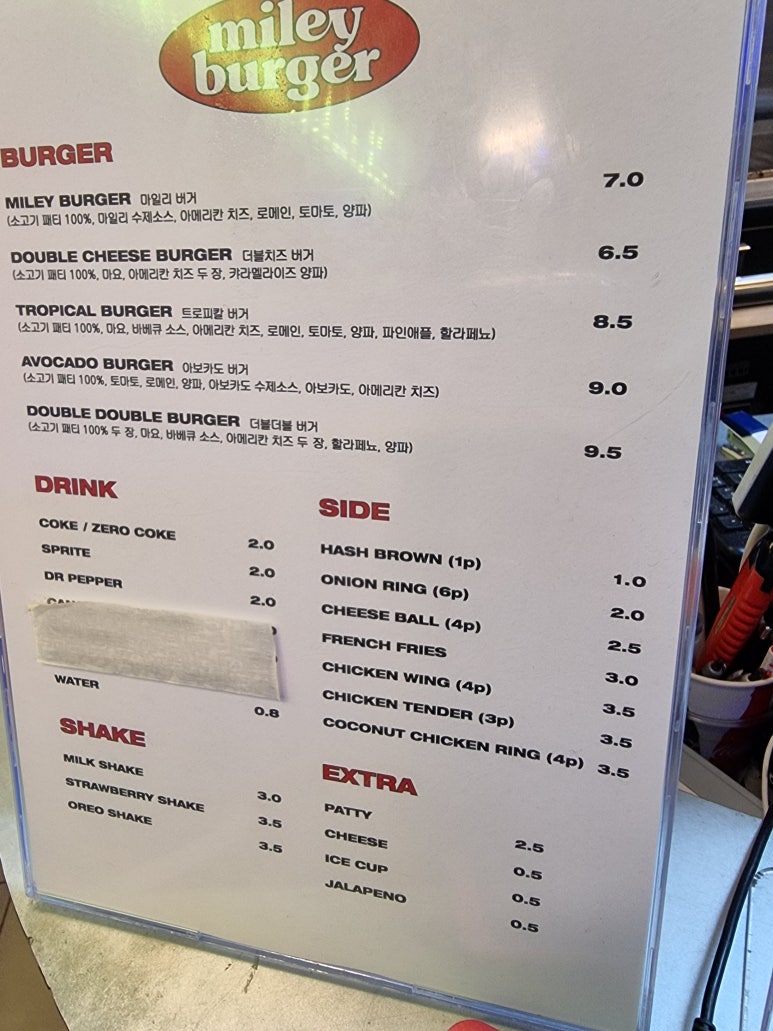 miley
burger
BURGER
MILEY BURGER 마일리 버거 7.0
(소고기 패티 100%, 마일리 수제소스, 아메리칸 치즈, 로메인, 토마토, 양파)
DOUBLE CHEESE BURGER 더블치즈 버거 6.5
(소고기 패티 100%, 마요, 아메리칸 치즈 두 장, 캬라멜라이즈 양파)
TROPICAL BURGER 트로피칼 버거 8.5
(소고기 패티 100%, 마요, 바베큐 소스, 아메리칸 치즈, 로메인, 토마토, 양파, 파인애플, 할라페뇨)
AVOCADO BURGER 아보카도 버거 9.0
(소고기 패티 100%, 토마토, 로메인, 양파, 아보카도 수제소스, 아보카도, 아메리칸 치즈)
DOUBLE DOUBLE BURGER 더블더블 버거 9.5
(소고기 패티 100% 두 장, 마요, 바베큐 소스, 아메리칸 치즈 두 장, 할라페뇨, 양파)
DRINK
COKE / ZERO COKE 2.0
SPRITE 2.0
DR PEPPER 2.0
WATER 0.8
SHAKE
MILK SHAKE 3.0
STRAWBERRY SHAKE 3.5
OREO SHAKE 3.5
SIDE
HASH BROWN (1p) 1.0
ONION RING (6p) 2.0
CHEESE BALL (4p) 2.5
FRENCH FRIES 3.0
CHICKEN WING (4p) 3.5
CHICKEN TENDER (3p) 3.5
COCONUT CHICKEN RING (4p) 3.5
EXTRA
PATTY 2.5
CHEESE 0.5
ICE CUP 0.5
JALAPENO 0.5